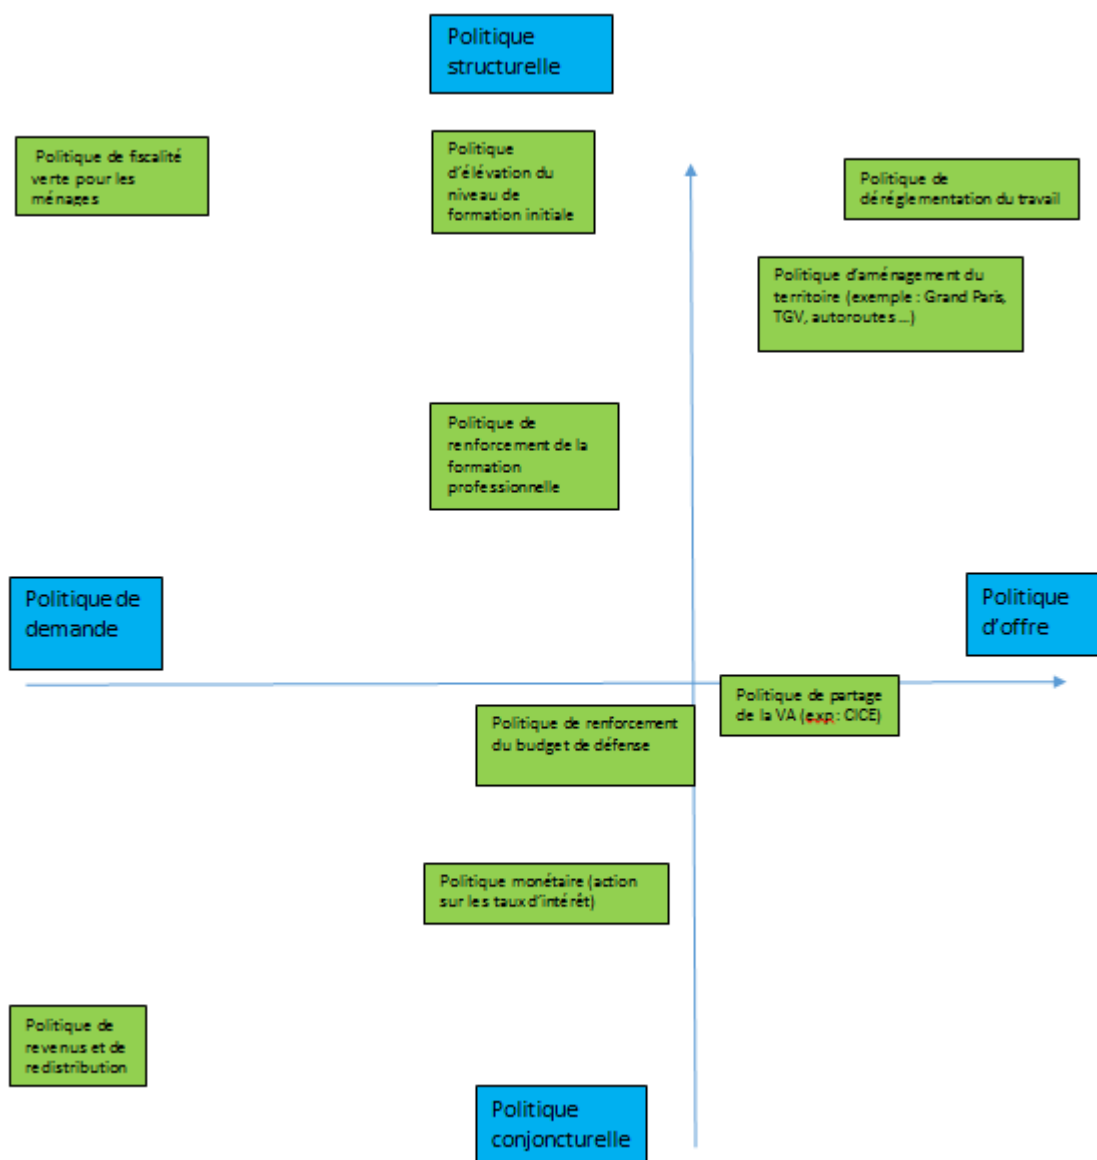 Politique
structurelle
Politique de fiscalité
verte pour les
ménages
Politique
d'élévation du
niveau de
formation initiale
Politique de
déréglementation du travail
Politique d'aménagement du
territoire (exemple : Grand Paris,
TGV, autoroutes ...)
Politique de
renforcement de la
formation
professionnelle
Politique de
demande
Politique
d'offre
Politique de partage
de la VA (exp : CICE)
Politique de renforcement
du budget de défense
Politique monétaire (action
sur les taux d'intérêt)
Politique de
revenus et de
redistribution
Politique
conjoncturelle